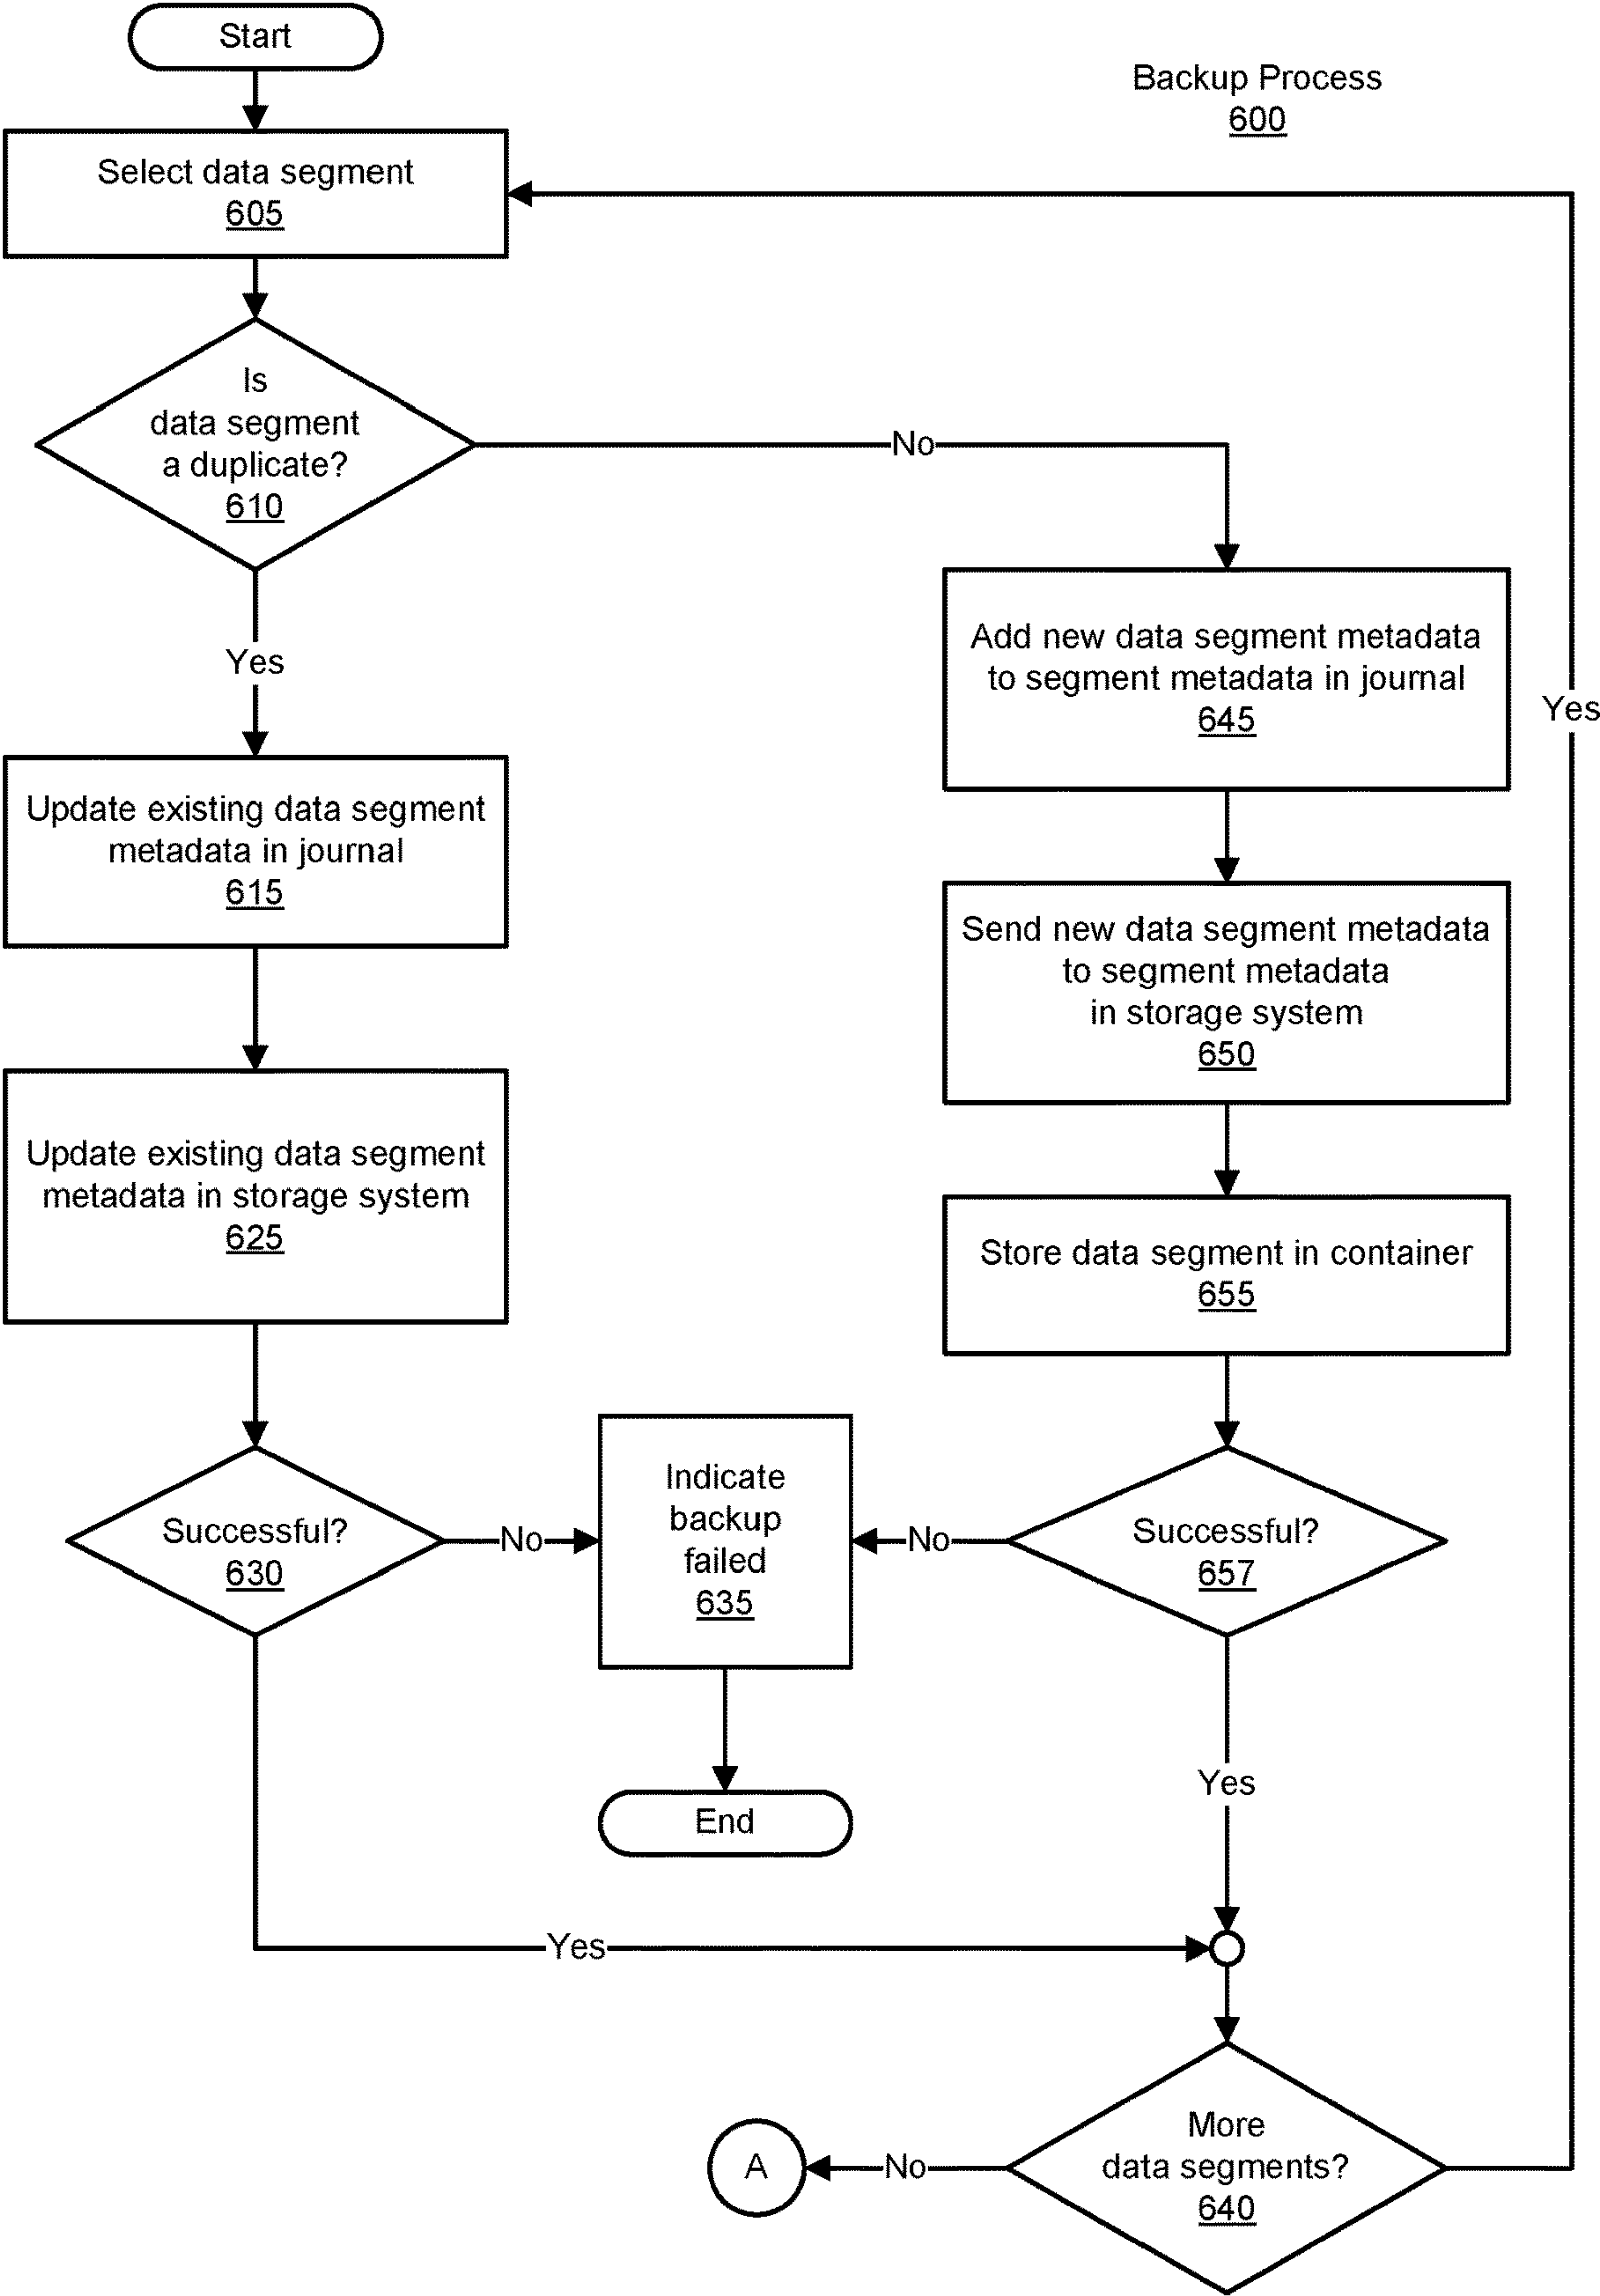 Start
Backup Process
600
Select data segment
605
Is
data segment
a duplicate?
610
No
Yes
Add new data segment metadata
to segment metadata in journal
645
Yes
Update existing data segment
metadata in journal
615
Send new data segment metadata
to segment metadata
in storage system
650
Update existing data segment
metadata in storage system
625
Store data segment in container
655
Successful?
630
No
Indicate
backup
failed
635
No
Successful?
657
End
Yes
Yes
More
data segments?
640
No
A